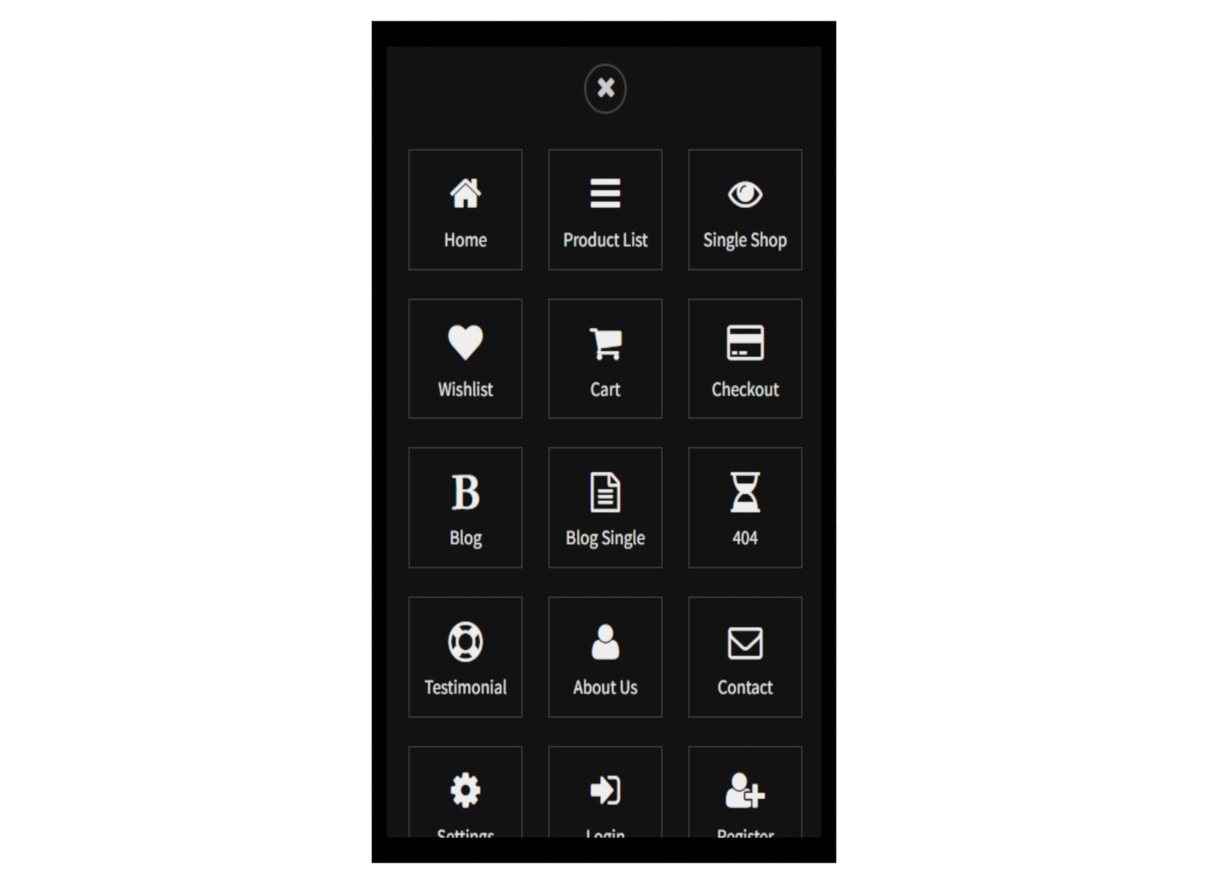 Home
Product List
Single Shop
Wishlist
Cart
Checkout
B
Blog
Blog Single
404
Testimonial
About Us
Contact
Settings
Login
Register